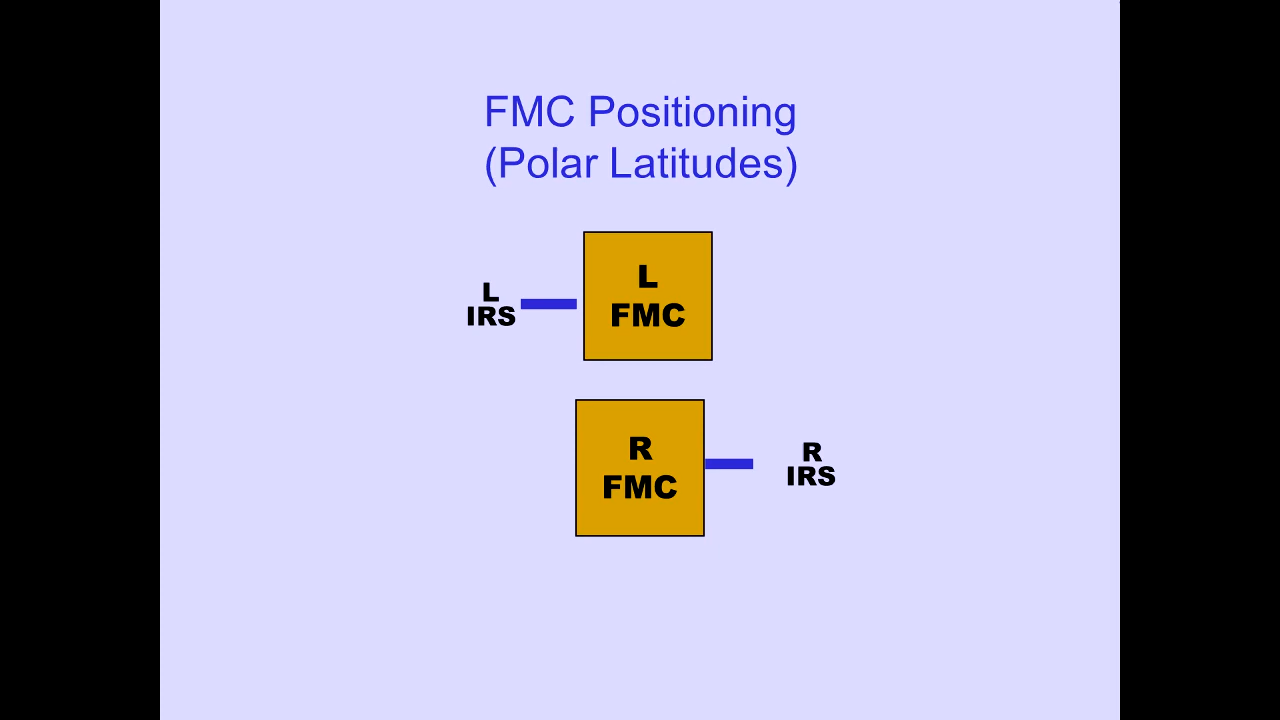 FMC Positioning
(Polar Latitudes)
L
IRS
L
FMC
R
FMC
R
IRS